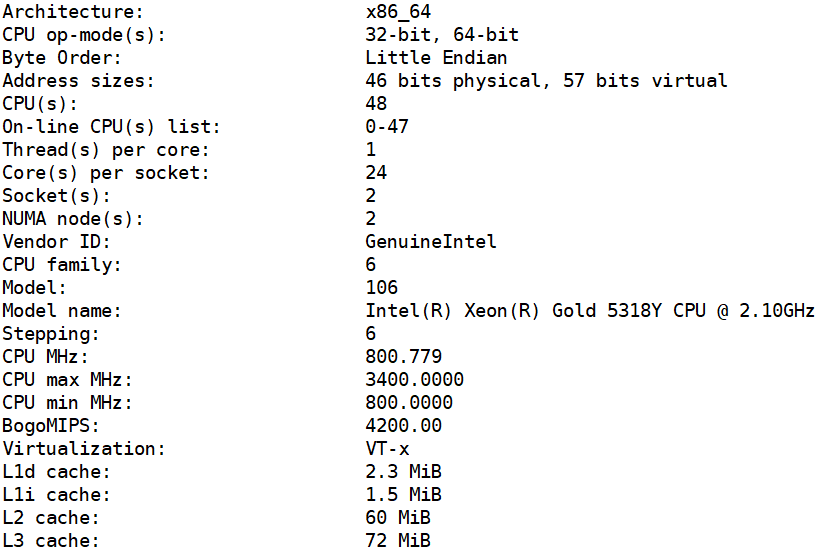 Architecture: x86_64
CPU op-mode(s): 32-bit, 64-bit
Byte Order: Little Endian
Address sizes: 46 bits physical, 57 bits virtual
CPU(s): 48
On-line CPU(s) list: 0-47
Thread(s) per core: 1
Core(s) per socket: 24
Socket(s): 2
NUMA node(s): 2
Vendor ID: GenuineIntel
CPU family: 6
Model: 106
Model name: Intel(R) Xeon(R) Gold 5318Y CPU @ 2.10GHz
Stepping: 6
CPU MHz: 800.779
CPU max MHz: 3400.0000
CPU min MHz: 800.0000
BogoMIPS: 4200.00
Virtualization: VT-x
L1d cache: 2.3 MiB
L1i cache: 1.5 MiB
L2 cache: 60 MiB
L3 cache: 72 MiB